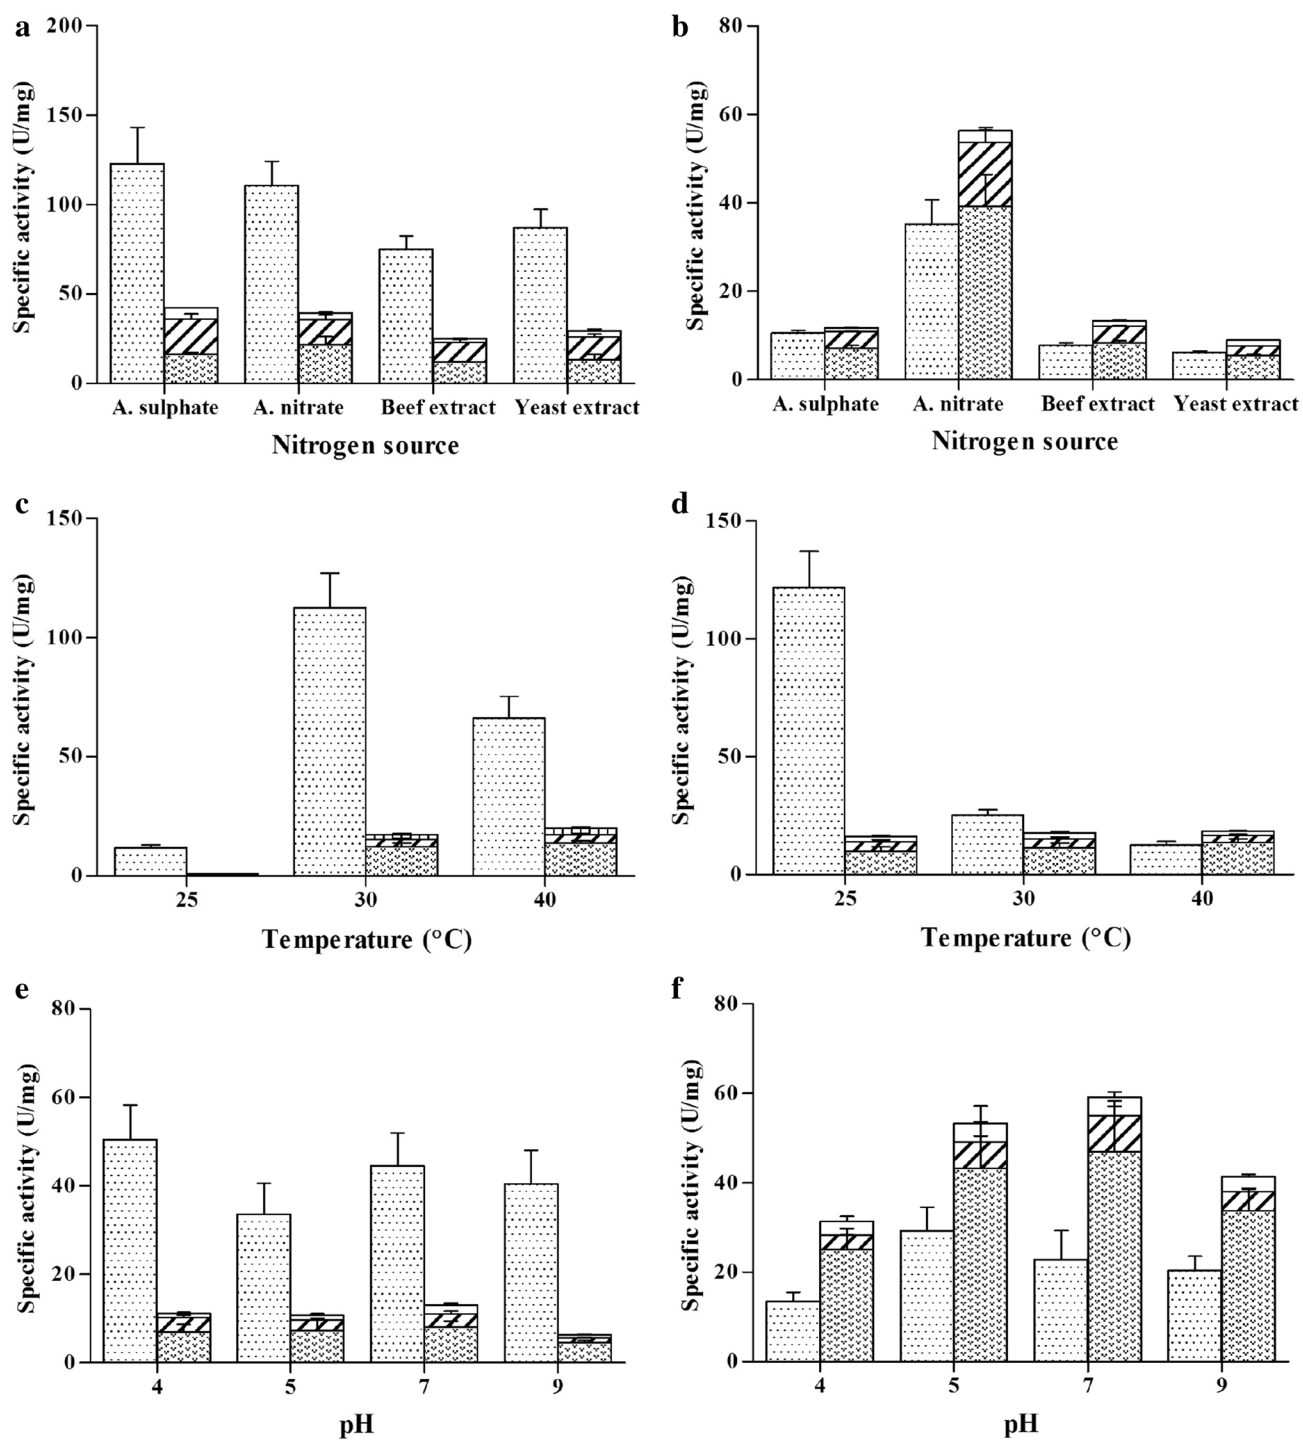 a
200
150
100
50
0
Specific activity (U/mg)
A. sulphate A. nitrate Beef extract Yeast extract
Nitrogen source
b
80
60
40
20
0
Specific activity (U/mg)
A. sulphate A. nitrate Beef extract Yeast extract
Nitrogen source
c
150
100
50
0
Specific activity (U/mg)
25 30 40
Temperature (°C)
d
150
100
50
0
Specific activity (U/mg)
25 30 40
Temperature (°C)
e
80
60
40
20
0
Specific activity (U/mg)
4 5 7 9
pH
f
80
60
40
20
0
Specific activity (U/mg)
4 5 7 9
pH